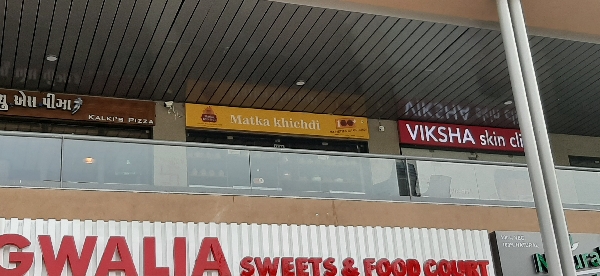 યુ એસ પીઝા
KALKI'S PIZZA
Matka khichdi
VIKSHA skin cli
GWALIA SWEETS & FOOD COURT